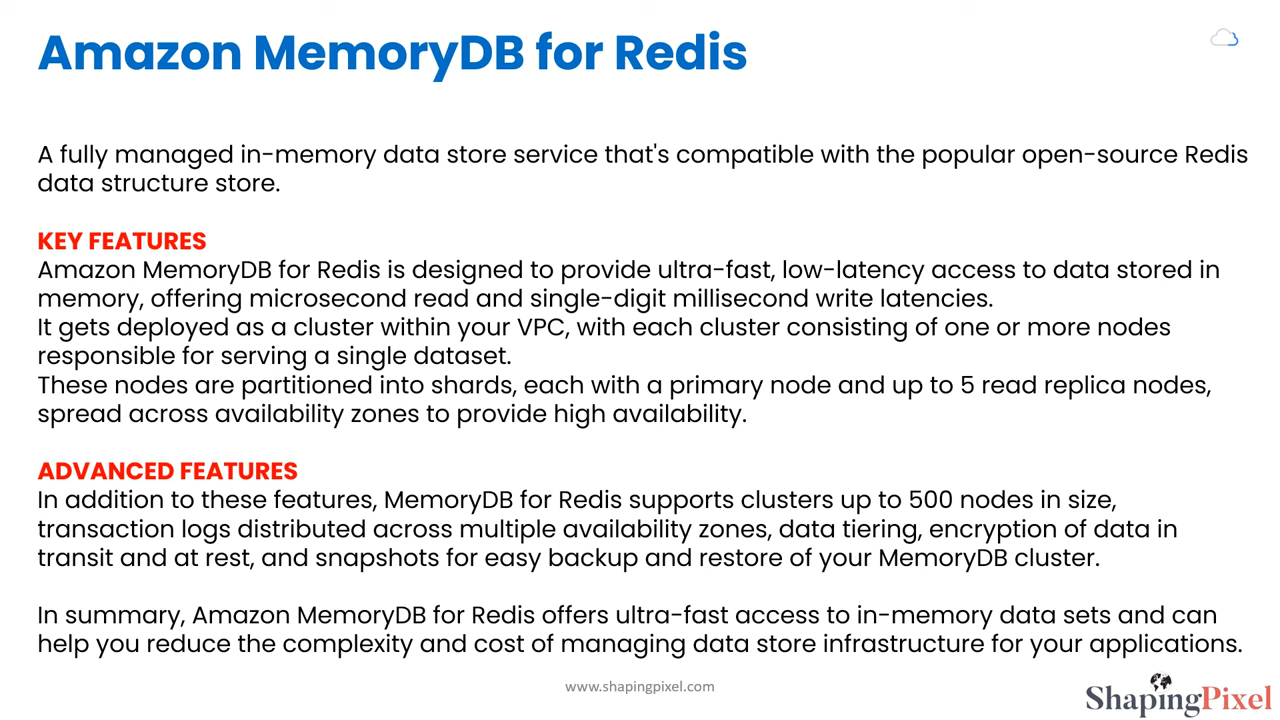 Amazon MemoryDB for Redis
A fully managed in-memory data store service that's compatible with the popular open-source Redis
data structure store.
KEY FEATURES
Amazon MemoryDB for Redis is designed to provide ultra-fast, low-latency access to data stored in
memory, offering microsecond read and single-digit millisecond write latencies.
It gets deployed as a cluster within your VPC, with each cluster consisting of one or more nodes
responsible for serving a single dataset.
These nodes are partitioned into shards, each with a primary node and up to 5 read replica nodes,
spread across availability zones to provide high availability.
ADVANCED FEATURES
In addition to these features, MemoryDB for Redis supports clusters up to 500 nodes in size,
transaction logs distributed across multiple availability zones, data tiering, encryption of data in
transit and at rest, and snapshots for easy backup and restore of your MemoryDB cluster.
In summary, Amazon MemoryDB for Redis offers ultra-fast access to in-memory data sets and can
help you reduce the complexity and cost of managing data store infrastructure for your applications.
www.shapingpixel.com
ShapingPixel